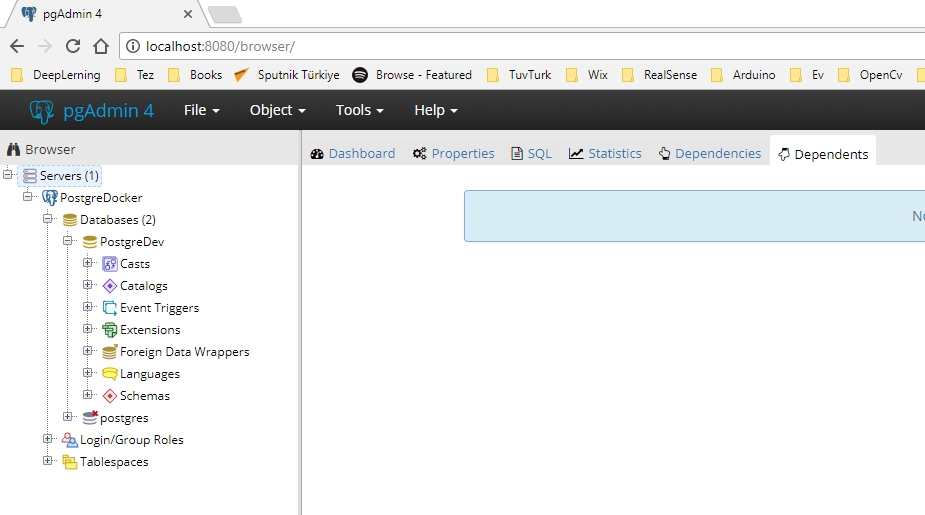 pgAdmin 4
localhost:8080/browser/
DeepLerning Tez Books Sputnik Türkiye Browse - Featured TuvTurk Wix RealSense Arduino Ev OpenCv
pgAdmin 4 File Object Tools Help
Browser
Dashboard Properties SQL Statistics Dependencies Dependents
Servers (1)
PostgreDocker
Databases (2)
PostgreDev
Casts
Catalogs
Event Triggers
Extensions
Foreign Data Wrappers
Languages
Schemas
postgres
Login/Group Roles
Tablespaces